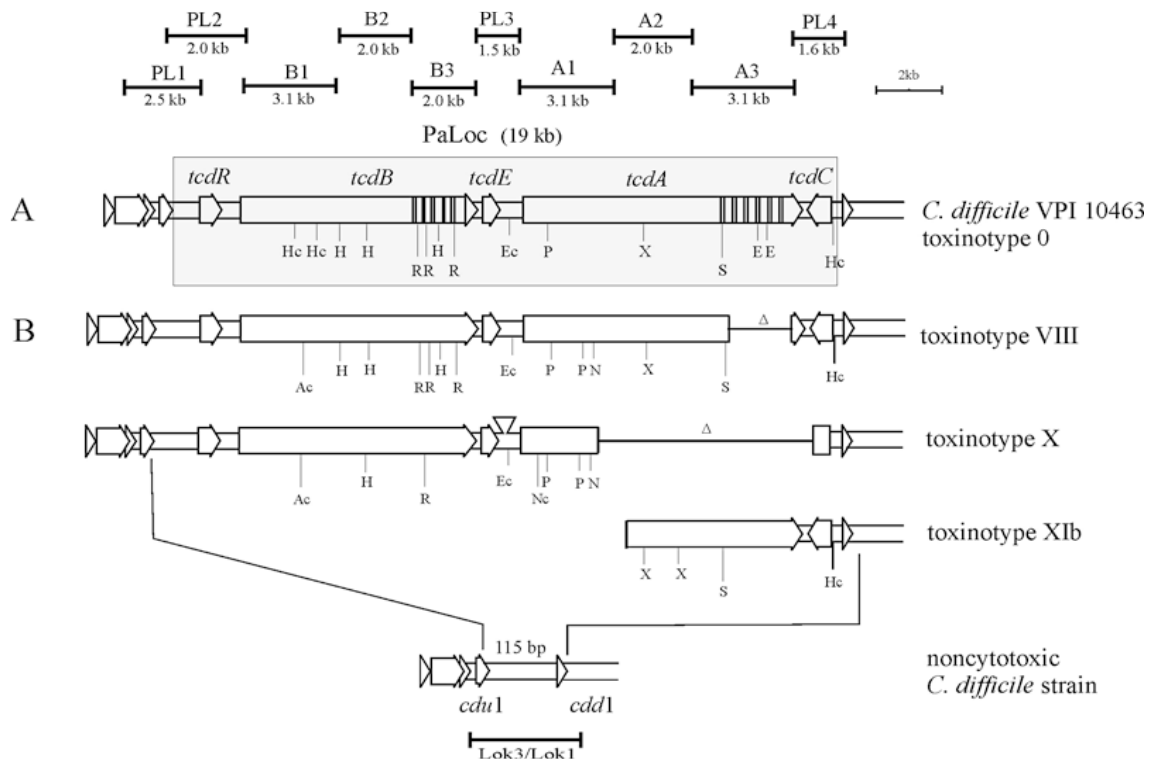 PL2 B2 PL3 A2 PL4
2.0 kb 2.0 kb 1.5 kb 2.0 kb 1.6 kb
PL1 B1 B3 A1 A3 2kb
2.5 kb 3.1 kb 2.0 kb 3.1 kb 3.1 kb
PaLoc (19 kb)
tcdR tcdB tcdE tcdA tcdC
A
C. difficile VPI 10463
toxinotype 0
Hc Hc H H H Ec P X E E Hc
R R R S
B
toxinotype VIII
Δ
Ac H H R R H R Ec P P N X S Hc
toxinotype X
Δ
Ac H R Ec Nc P P N
toxinotype XIb
X X S Hc
115 bp
noncytotoxic
C. difficile strain
cdu1 cdd1
Lok3/Lok1